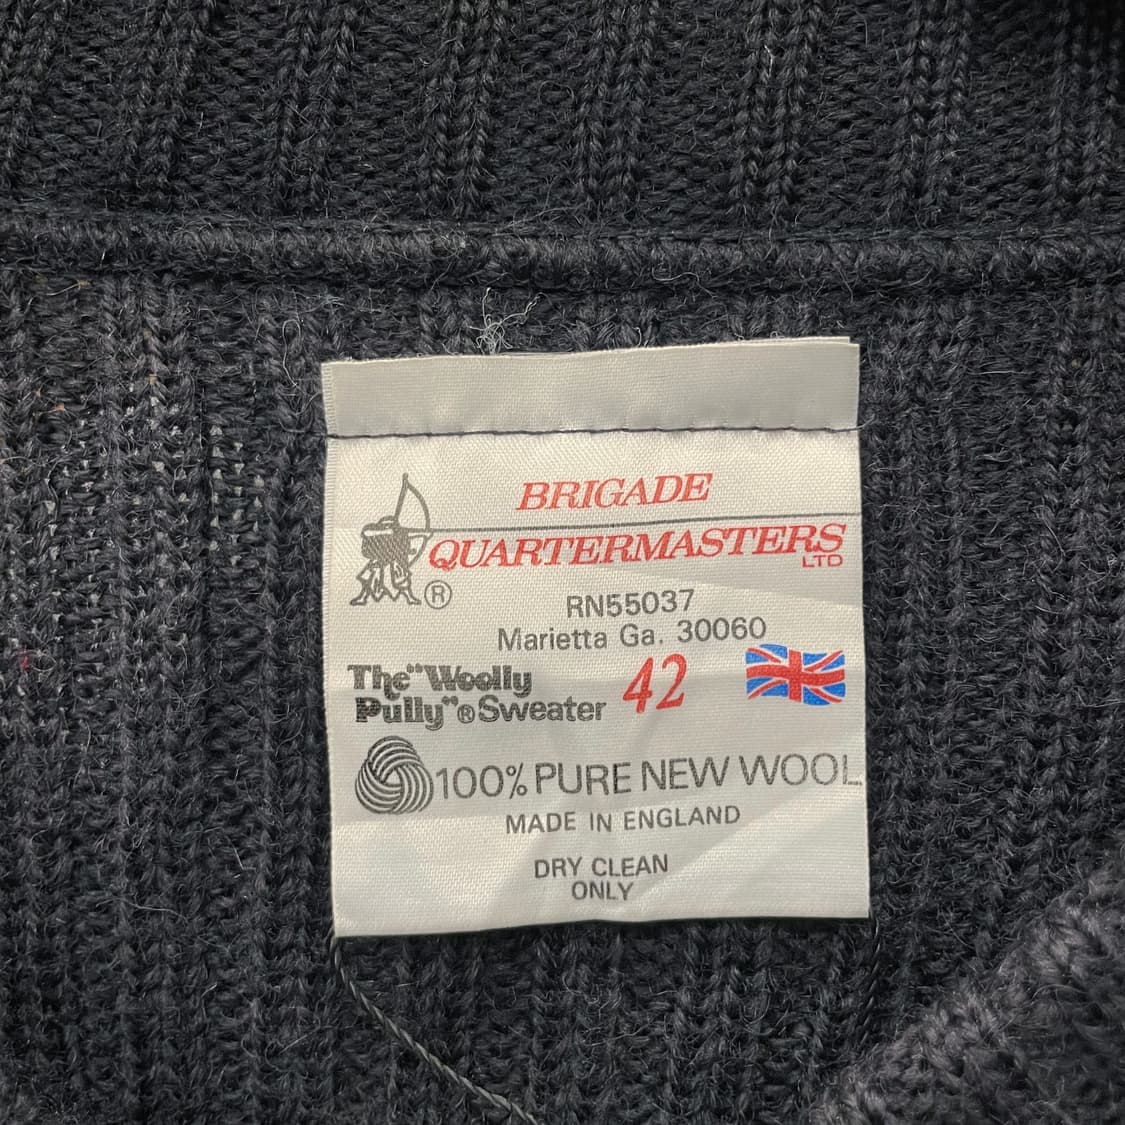 BRIGADE
QUARTERMASTERS
LTD
®
RN55037
Marietta Ga. 30060
The "Woolly
Pully"® Sweater
42
100% PURE NEW WOOL
MADE IN ENGLAND
DRY CLEAN
ONLY